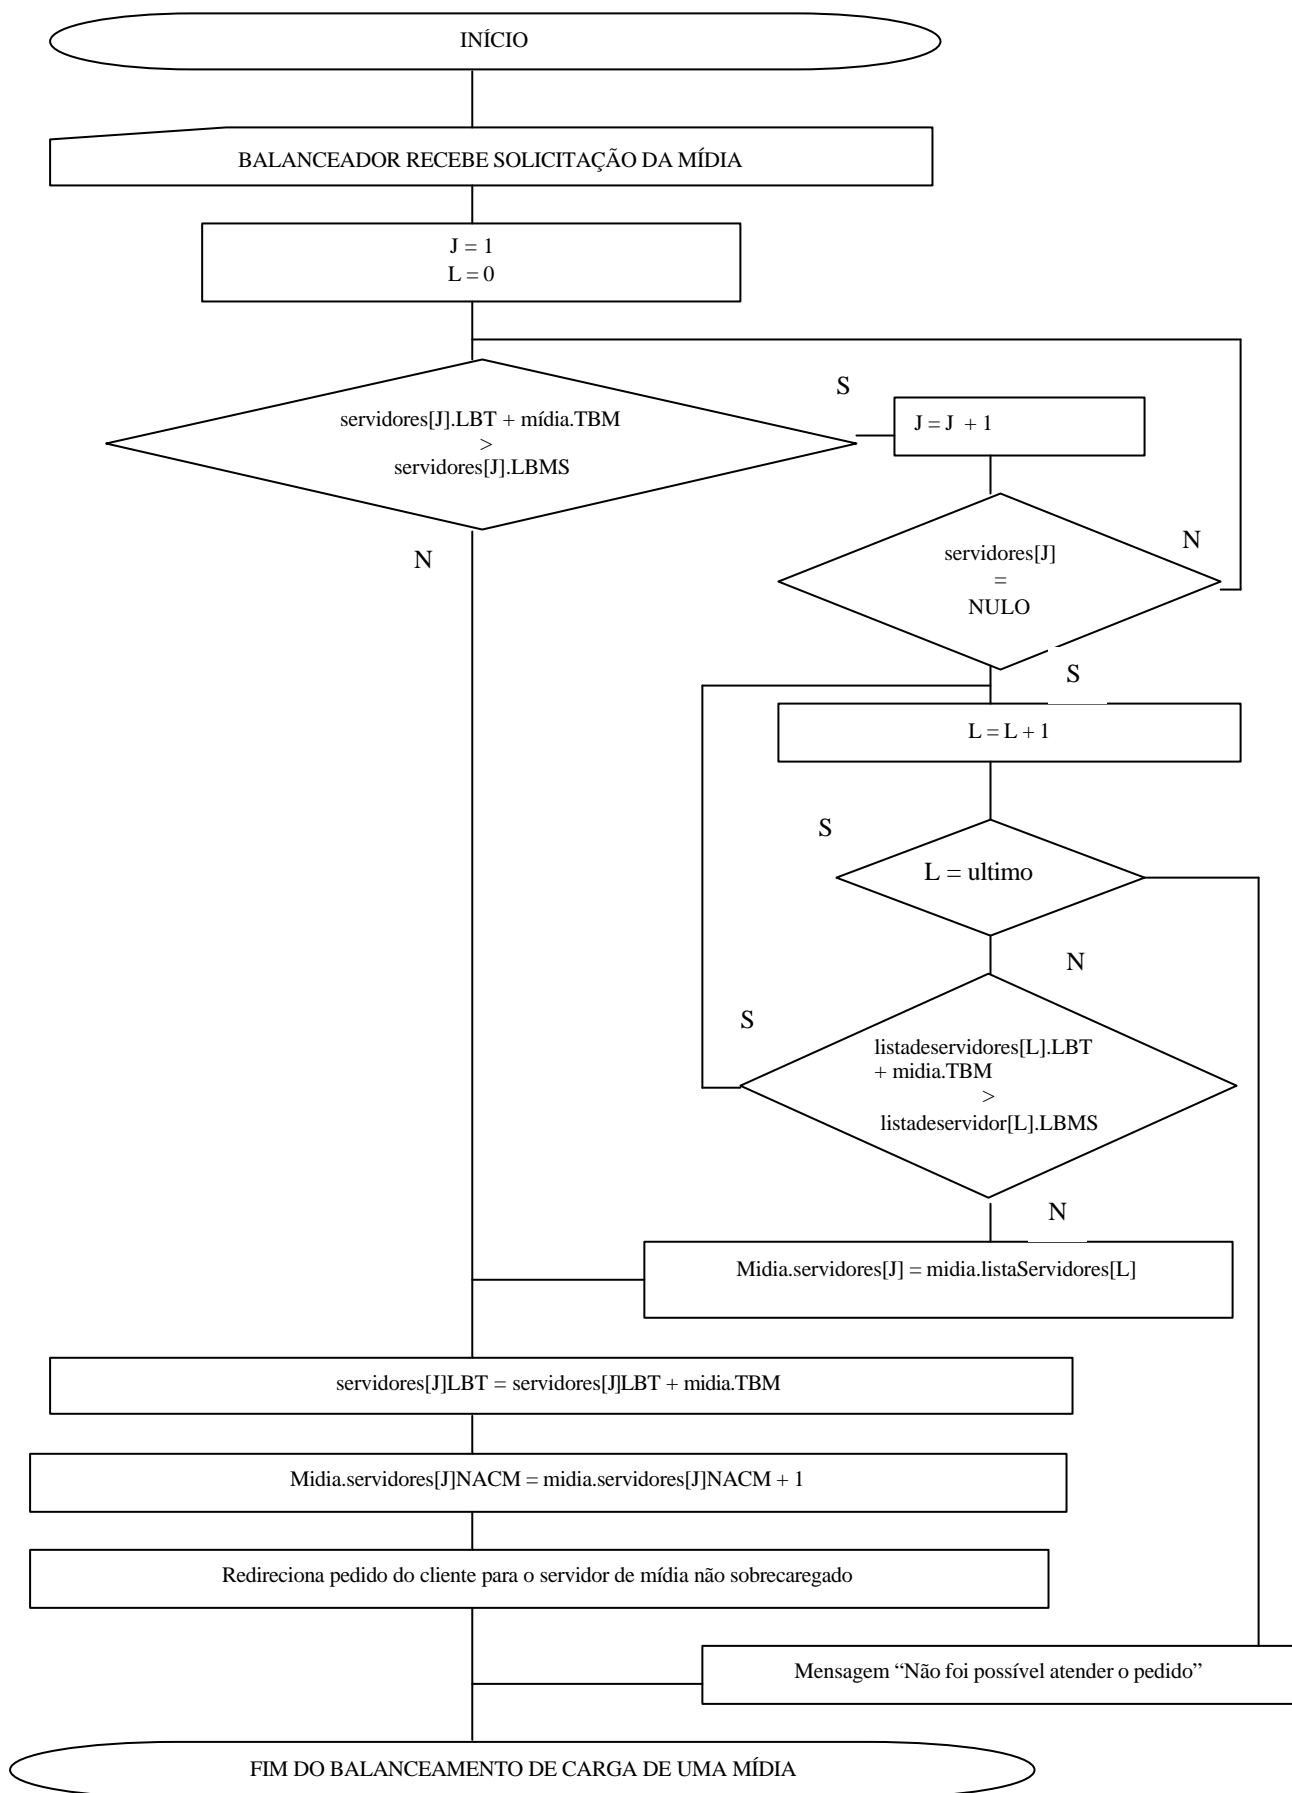 INÍCIO
BALANCEADOR RECEBE SOLICITAÇÃO DA MÍDIA
J = 1
L = 0
S
servidores[J].LBT + mídia.TBM
>
servidores[J].LBMS
J = J + 1
N
servidores[J]
=
NULO
N
S
L = L + 1
S
L = ultimo
N
S
listadeservidores[L].LBT
+ midia.TBM
>
listadeservidor[L].LBMS
N
Midia.servidores[J] = midia.listaServidores[L]
servidores[J]LBT = servidores[J]LBT + midia.TBM
Midia.servidores[J]NACM = midia.servidores[J]NACM + 1
Redireciona pedido do cliente para o servidor de mídia não sobrecaregado
Mensagem “Não foi possível atender o pedido”
FIM DO BALANCEAMENTO DE CARGA DE UMA MÍDIA